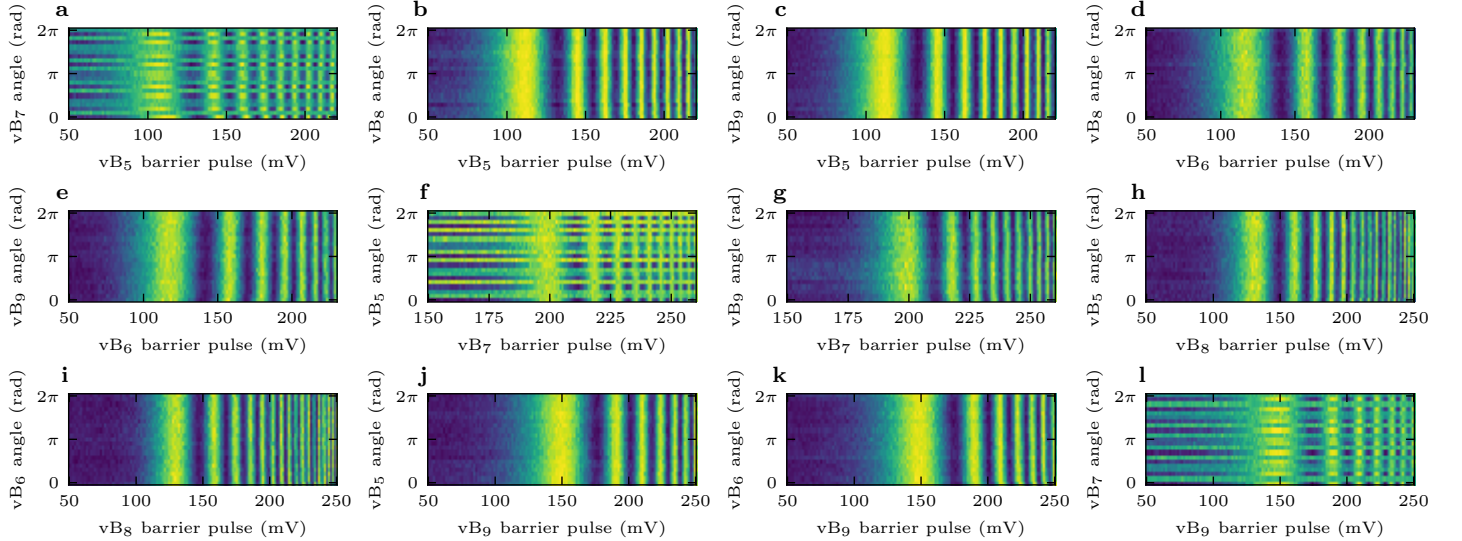 a
2π
π
0
50 100 150 200
vB₇ angle (rad)
vB₅ barrier pulse (mV)
b
2π
π
0
50 100 150 200
vB₈ angle (rad)
vB₅ barrier pulse (mV)
c
2π
π
0
50 100 150 200
vB₉ angle (rad)
vB₅ barrier pulse (mV)
d
2π
π
0
50 100 150 200
vB₈ angle (rad)
vB₆ barrier pulse (mV)
e
2π
π
0
50 100 150 200
vB₉ angle (rad)
vB₆ barrier pulse (mV)
f
2π
π
0
150 175 200 225 250
vB₅ angle (rad)
vB₇ barrier pulse (mV)
g
2π
π
0
150 175 200 225 250
vB₉ angle (rad)
vB₇ barrier pulse (mV)
h
2π
π
0
50 100 150 200 250
vB₅ angle (rad)
vB₈ barrier pulse (mV)
i
2π
π
0
50 100 150 200 250
vB₆ angle (rad)
vB₈ barrier pulse (mV)
j
2π
π
0
50 100 150 200 250
vB₅ angle (rad)
vB₉ barrier pulse (mV)
k
2π
π
0
50 100 150 200 250
vB₆ angle (rad)
vB₉ barrier pulse (mV)
l
2π
π
0
50 100 150 200 250
vB₇ angle (rad)
vB₉ barrier pulse (mV)